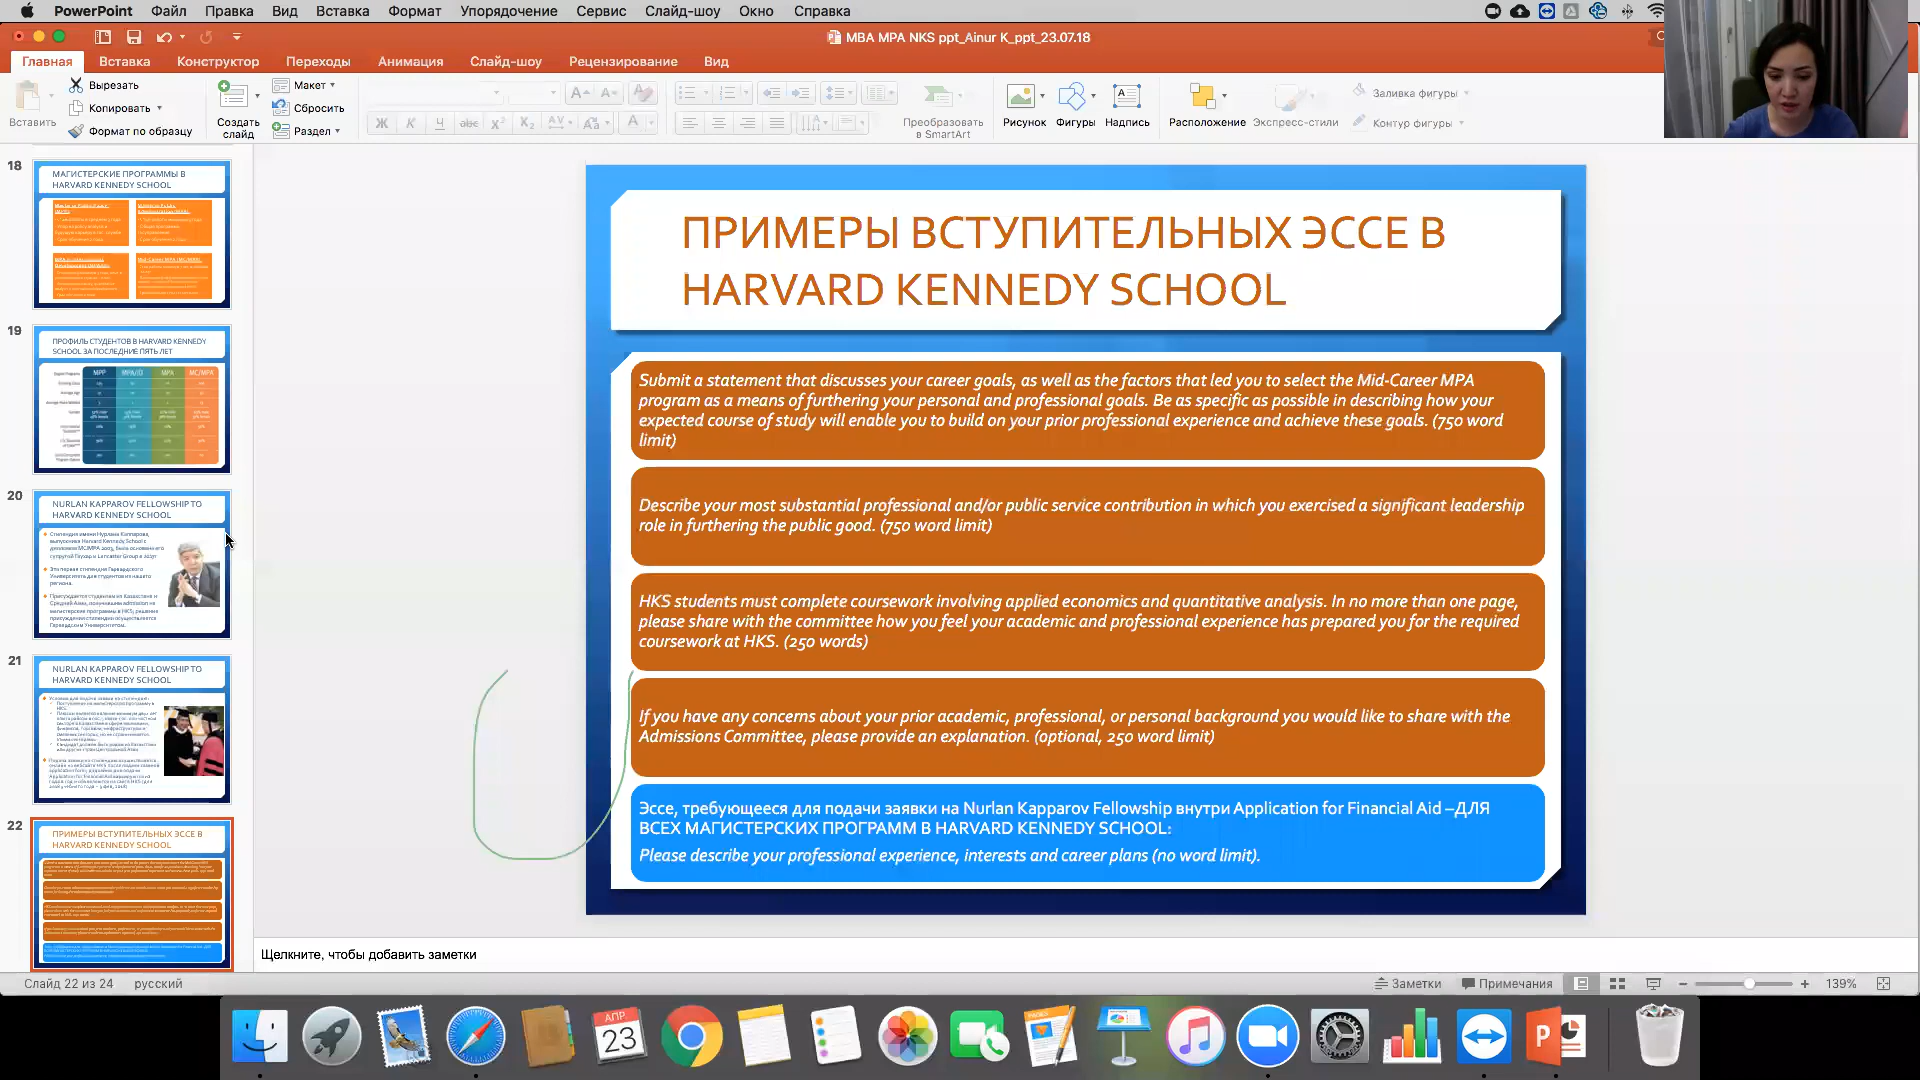 PowerPoint Файл Правка Вид Вставка Формат Упорядочение Сервис Слайд-шоу Окно Справка
MBA MPA NKS ppt_Ainur K_ppt_23.07.18
Главная Вставка Конструктор Переходы Анимация Слайд-шоу Рецензирование Вид
Вставить
Вырезать
Копировать
Формат по образцу
Создать
слайд
Макет
Сбросить
Раздел
Преобразовать
в SmartArt
Рисунок Фигуры Надпись
Расположение Экспресс-стили
Заливка фигуры
Контур фигуры
18
МАГИСТЕРСКИЕ ПРОГРАММЫ В
HARVARD KENNEDY SCHOOL
19
ПРОФИЛЬ СТУДЕНТОВ В HARVARD KENNEDY
SCHOOL ЗА ПОСЛЕДНИЕ ПЯТЬ ЛЕТ
MPP MPA/ID MPA MC/MPA
20
NURLAN KAPPAROV FELLOWSHIP TO
HARVARD KENNEDY SCHOOL
21
NURLAN KAPPAROV FELLOWSHIP TO
HARVARD KENNEDY SCHOOL
22
ПРИМЕРЫ ВСТУПИТЕЛЬНЫХ ЭССЕ В
HARVARD KENNEDY SCHOOL
ПРИМЕРЫ ВСТУПИТЕЛЬНЫХ ЭССЕ В
HARVARD KENNEDY SCHOOL
Submit a statement that discusses your career goals, as well as the factors that led you to select the Mid-Career MPA
program as a means of furthering your personal and professional goals. Be as specific as possible in describing how your
expected course of study will enable you to build on your prior professional experience and achieve these goals. (750 word
limit)
Describe your most substantial professional and/or public service contribution in which you exercised a significant leadership
role in furthering the public good. (750 word limit)
HKS students must complete coursework involving applied economics and quantitative analysis. In no more than one page,
please share with the committee how you feel your academic and professional experience has prepared you for the required
coursework at HKS. (250 words)
If you have any concerns about your prior academic, professional, or personal background you would like to share with the
Admissions Committee, please provide an explanation. (optional, 250 word limit)
Эссе, требующееся для подачи заявки на Nurlan Kapparov Fellowship внутри Application for Financial Aid –ДЛЯ
ВСЕХ МАГИСТЕРСКИХ ПРОГРАММ В HARVARD KENNEDY SCHOOL:
Please describe your professional experience, interests and career plans (no word limit).
Щелкните, чтобы добавить заметки
Слайд 22 из 24 русский
Заметки Примечания 139%
АПР
23